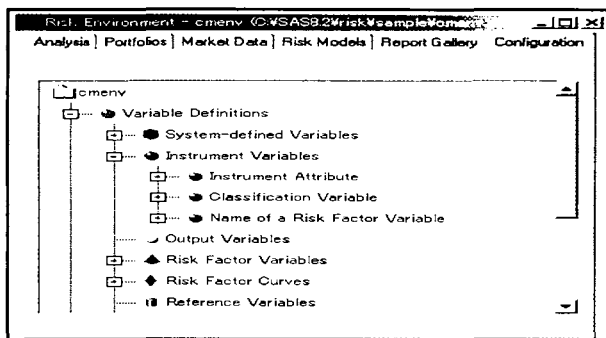 Risk Environment - cmenv (C:¥SAS8.2¥risk¥sample¥cmenv
Analysis Portfolios Market Data Risk Models Report Gallery Configuration
cmenv
Variable Definitions
System-defined Variables
Instrument Variables
Instrument Attribute
Classification Variable
Name of a Risk Factor Variable
Output Variables
Risk Factor Variables
Risk Factor Curves
Reference Variables